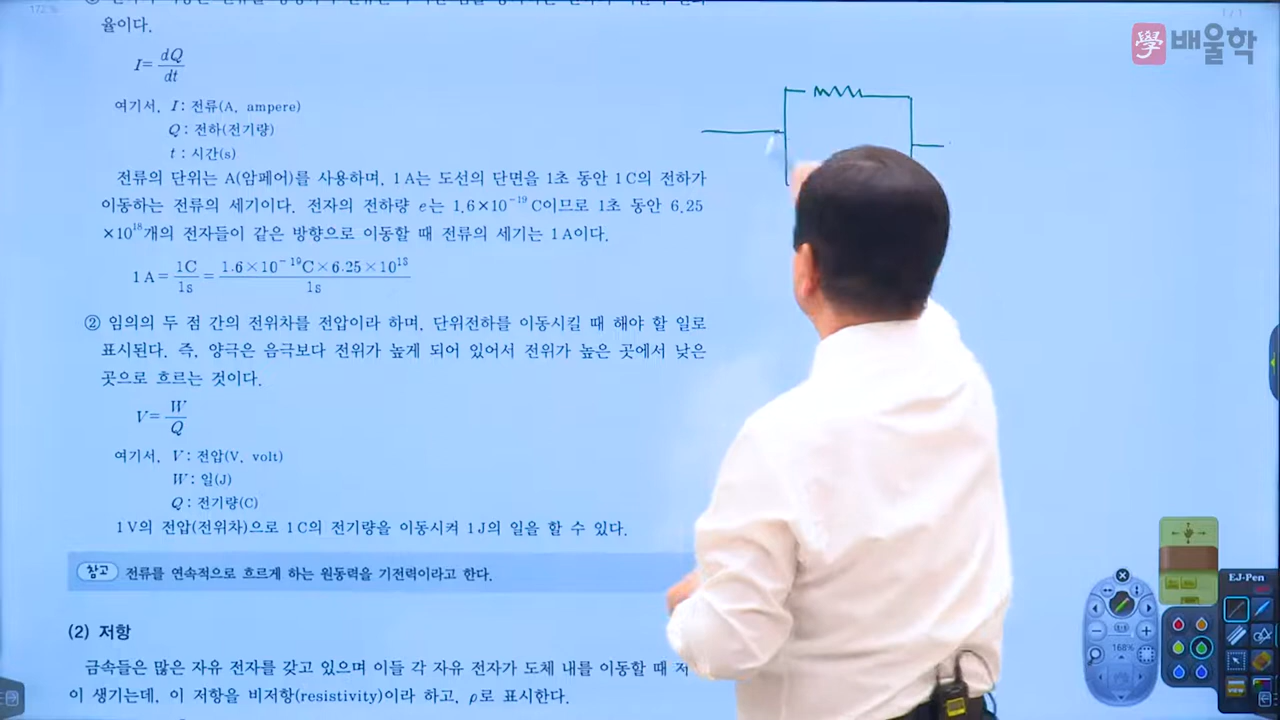 172 %
1 / 1
學 배울학
율이다.
I= dQ/dt
여기서, I : 전류(A, ampere)
Q : 전하(전기량)
t : 시간(s)
전류의 단위는 A(암페어)를 사용하며, 1 A는 도선의 단면을 1초 동안 1 C의 전하가
이동하는 전류의 세기이다. 전자의 전하량 e는 1.6×10⁻¹⁹ C이므로 1초 동안 6.25
×10¹⁸개의 전자들이 같은 방향으로 이동할 때 전류의 세기는 1 A이다.
1 A = 1C/1s = 1.6×10⁻¹⁹C×6.25×10¹⁸/1s
② 임의의 두 점 간의 전위차를 전압이라 하며, 단위전하를 이동시킬 때 해야 할 일로
표시된다. 즉, 양극은 음극보다 전위가 높게 되어 있어서 전위가 높은 곳에서 낮은
곳으로 흐르는 것이다.
V= W/Q
여기서, V : 전압(V, volt)
W : 일(J)
Q : 전기량(C)
1 V의 전압(전위차)으로 1 C의 전기량을 이동시켜 1 J의 일을 할 수 있다.
참고 전류를 연속적으로 흐르게 하는 원동력을 기전력이라고 한다.
(2) 저항
금속들은 많은 자유 전자를 갖고 있으며 이들 각 자유 전자가 도체 내를 이동할 때 저
이 생기는데, 이 저항을 비저항(resistivity)이라 하고, ρ로 표시한다.
EJ-Pen
168%